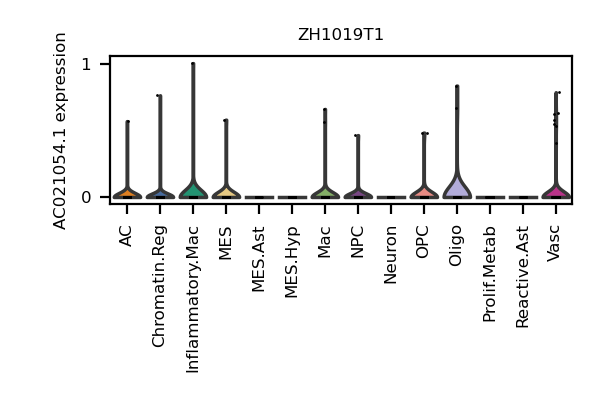 ZH1019T1
AC021054.1 expression
1
0
AC
Chromatin.Reg
Inflammatory.Mac
MES
MES.Ast
MES.Hyp
Mac
NPC
Neuron
OPC
Oligo
Prolif.Metab
Reactive.Ast
Vasc